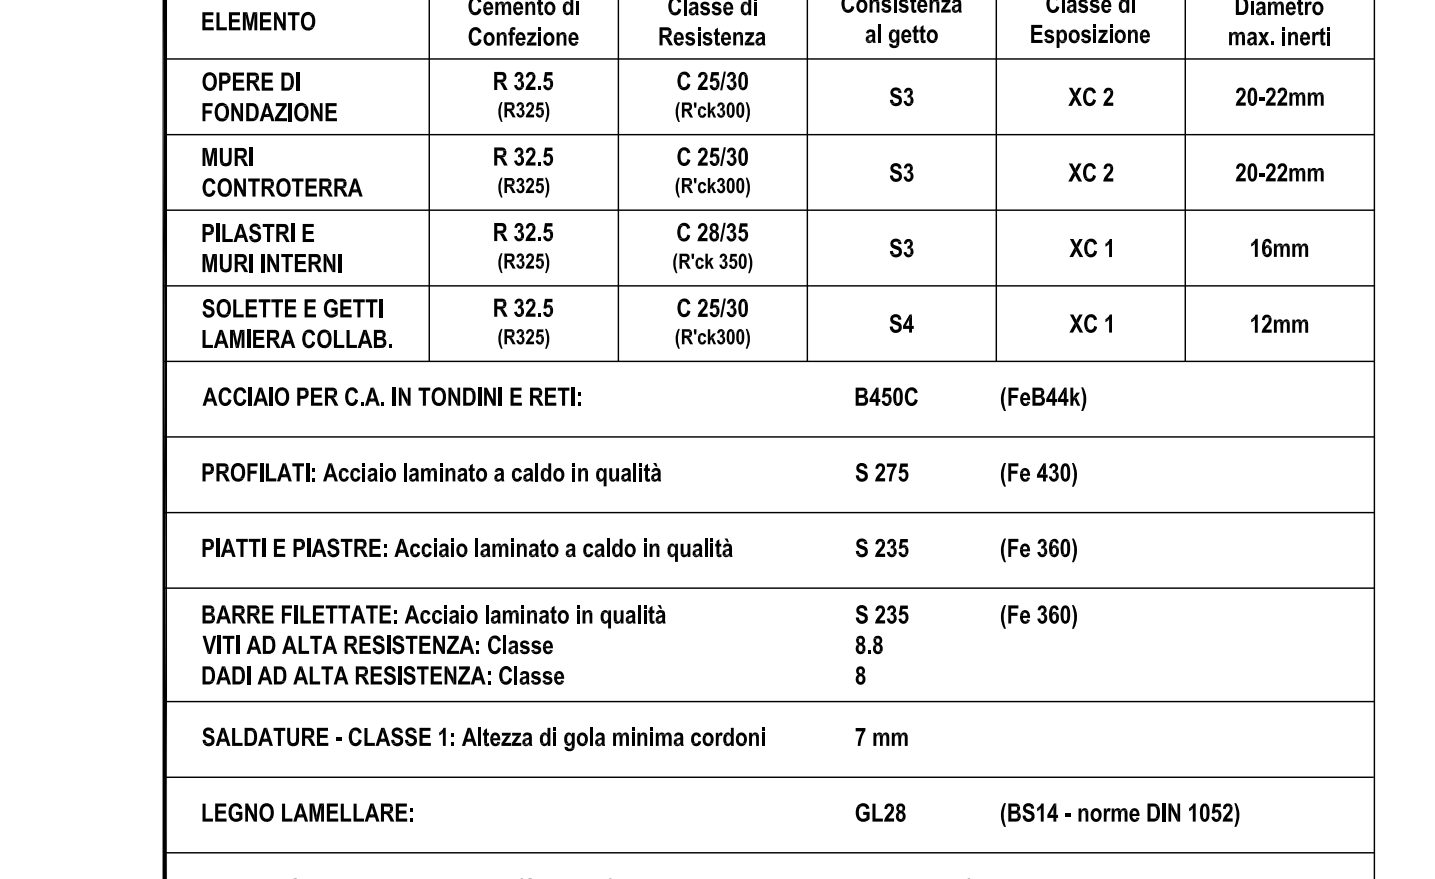 ELEMENTO
Cemento di
Confezione
Classe di
Resistenza
Consistenza
al getto
Classe di
Esposizione
Diametro
max. inerti
OPERE DI
FONDAZIONE
R 32.5
(R325)
C 25/30
(R'ck300)
S3
XC 2
20-22mm
MURI
CONTROTERRA
R 32.5
(R325)
C 25/30
(R'ck300)
S3
XC 2
20-22mm
PILASTRI E
MURI INTERNI
R 32.5
(R325)
C 28/35
(R'ck 350)
S3
XC 1
16mm
SOLETTE E GETTI
LAMIERA COLLAB.
R 32.5
(R325)
C 25/30
(R'ck300)
S4
XC 1
12mm
ACCIAIO PER C.A. IN TONDINI E RETI: B450C (FeB44k)
PROFILATI: Acciaio laminato a caldo in qualità S 275 (Fe 430)
PIATTI E PIASTRE: Acciaio laminato a caldo in qualità S 235 (Fe 360)
BARRE FILETTATE: Acciaio laminato in qualità S 235 (Fe 360)
VITI AD ALTA RESISTENZA: Classe 8.8
DADI AD ALTA RESISTENZA: Classe 8
SALDATURE - CLASSE 1: Altezza di gola minima cordoni 7 mm
LEGNO LAMELLARE: GL28 (BS14 - norme DIN 1052)